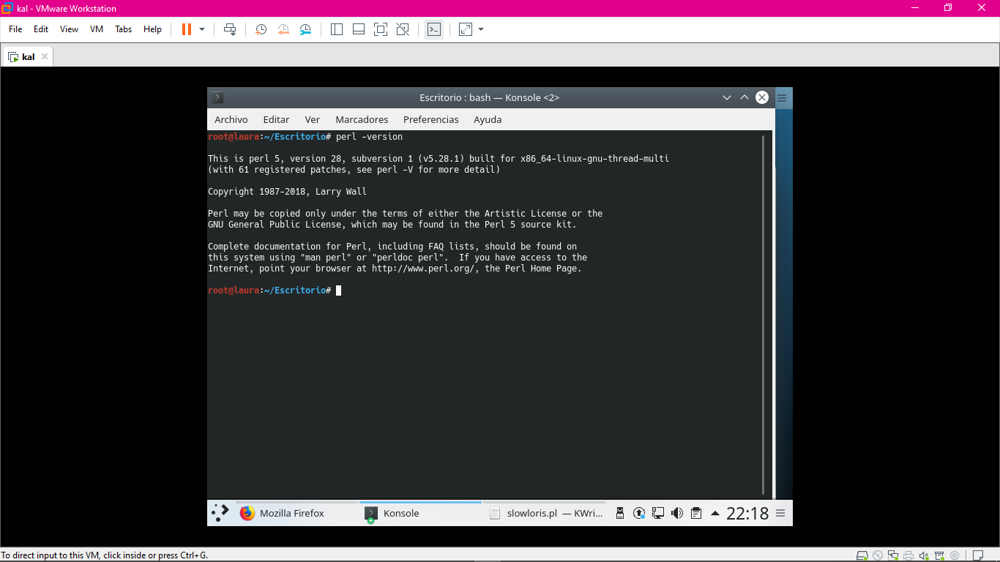 kal - VMware Workstation
File Edit View VM Tabs Help
kal
Escritorio : bash — Konsole <2>
Archivo Editar Ver Marcadores Preferencias Ayuda
root@laura:~/Escritorio# perl -version
This is perl 5, version 28, subversion 1 (v5.28.1) built for x86_64-linux-gnu-thread-multi
(with 61 registered patches, see perl -V for more detail)
Copyright 1987-2018, Larry Wall
Perl may be copied only under the terms of either the Artistic License or the
GNU General Public License, which may be found in the Perl 5 source kit.
Complete documentation for Perl, including FAQ lists, should be found on
this system using "man perl" or "perldoc perl".  If you have access to the
Internet, point your browser at http://www.perl.org/, the Perl Home Page.
root@laura:~/Escritorio#
Mozilla Firefox Konsole slowloris.pl — KWri... 22:18
To direct input to this VM, click inside or press Ctrl+G.